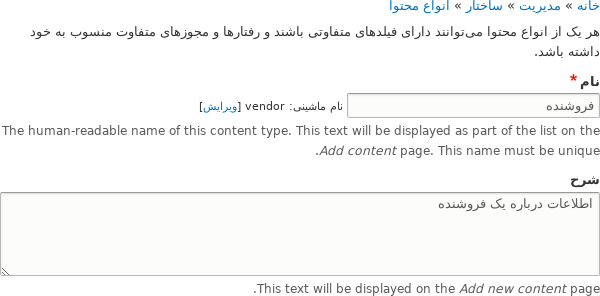 خانه » مدیریت » ساختار » انواع محتوا
هر یک از انواع محتوا می‌توانند دارای فیلدهای متفاوتی باشند و رفتارها و مجوزهای متفاوت منسوب به خود
داشته باشد.
نام *
فروشنده نام ماشینی: vendor [ویرایش]
The human-readable name of this content type. This text will be displayed as part of the list on the
Add content page. This name must be unique.
شرح
اطلاعات درباره یک فروشنده
This text will be displayed on the Add new content page.